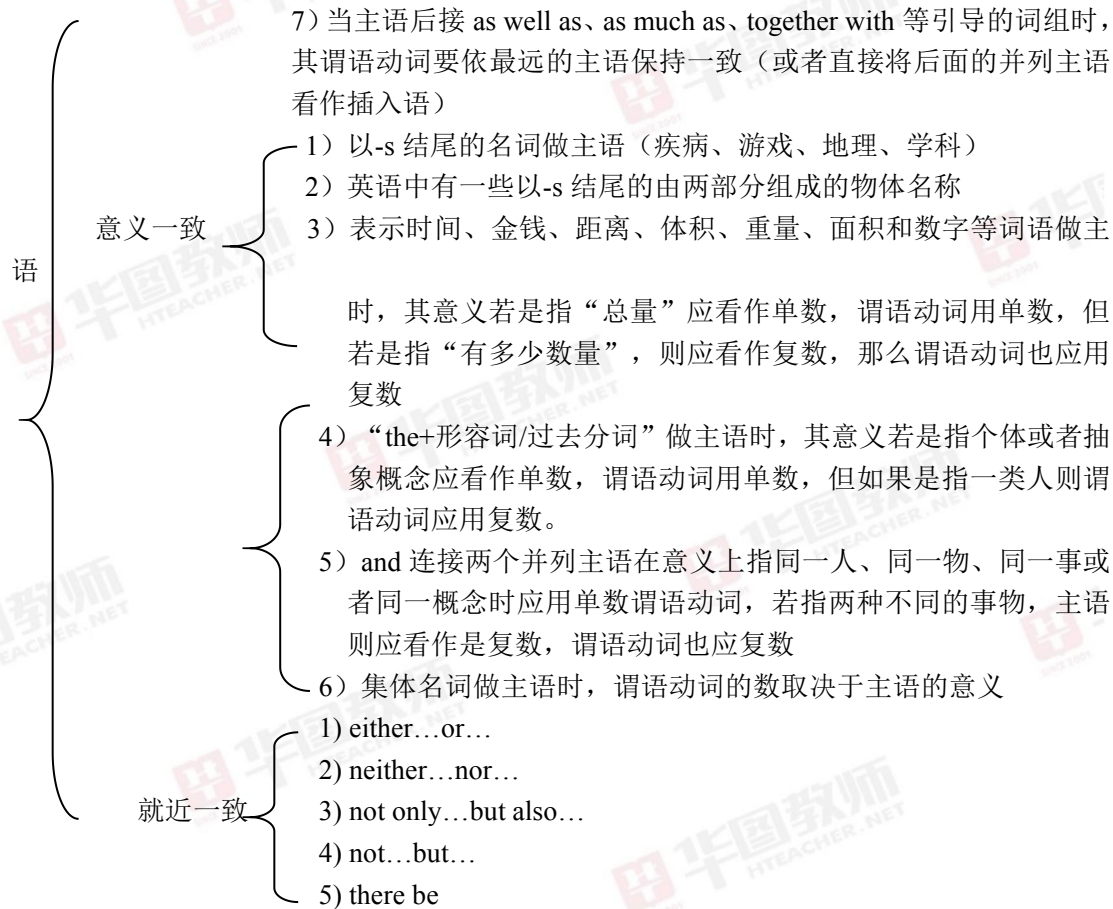 7）当主语后接 as well as、as much as、together with 等引导的词组时，
其谓语动词要依最远的主语保持一致（或者直接将后面的并列主语
看作插入语）
1）以-s 结尾的名词做主语（疾病、游戏、地理、学科）
2）英语中有一些以-s 结尾的由两部分组成的物体名称
意义一致
3）表示时间、金钱、距离、体积、重量、面积和数字等词语做主
语
时，其意义若是指“总量”应看作单数，谓语动词用单数，但
若是指“有多少数量”，则应看作复数，那么谓语动词也应用
复数
4）“the+形容词/过去分词”做主语时，其意义若是指个体或者抽
象概念应看作单数，谓语动词用单数，但如果是指一类人则谓
语动词应用复数。
5）and 连接两个并列主语在意义上指同一人、同一物、同一事或
者同一概念时应用单数谓语动词，若指两种不同的事物，主语
则应看作是复数，谓语动词也应复数
6）集体名词做主语时，谓语动词的数取决于主语的意义
1) either…or…
2) neither…nor…
就近一致
3) not only…but also…
4) not…but…
5) there be
华图教师
HTEACHER.NET
SINCE 2001